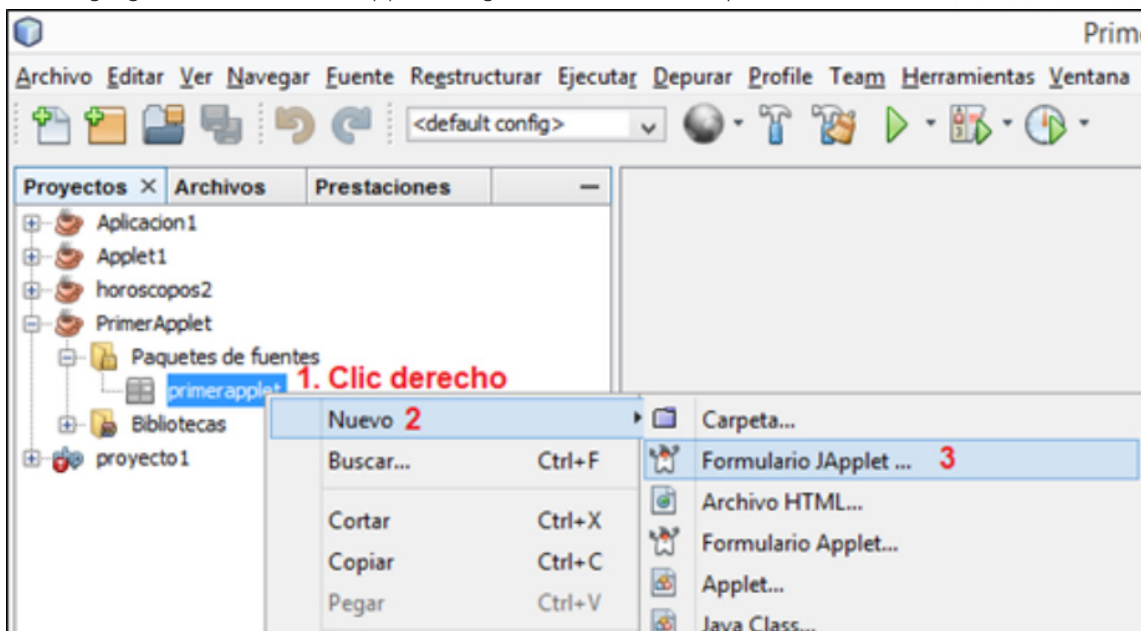 Prim
Archivo Editar Ver Navegar Fuente Reestructurar Ejecutar Depurar Profile Team Herramientas Ventana
<default config>
Proyectos × Archivos Prestaciones
Aplicacion1
Applet1
horoscopos2
PrimerApplet
Paquetes de fuentes
primerapplet 1. Clic derecho
Bibliotecas
proyecto1
Nuevo 2
Buscar... Ctrl+F
Cortar Ctrl+X
Copiar Ctrl+C
Pegar Ctrl+V
Carpeta...
Formulario JApplet ... 3
Archivo HTML...
Formulario Applet...
Applet...
Java Class...